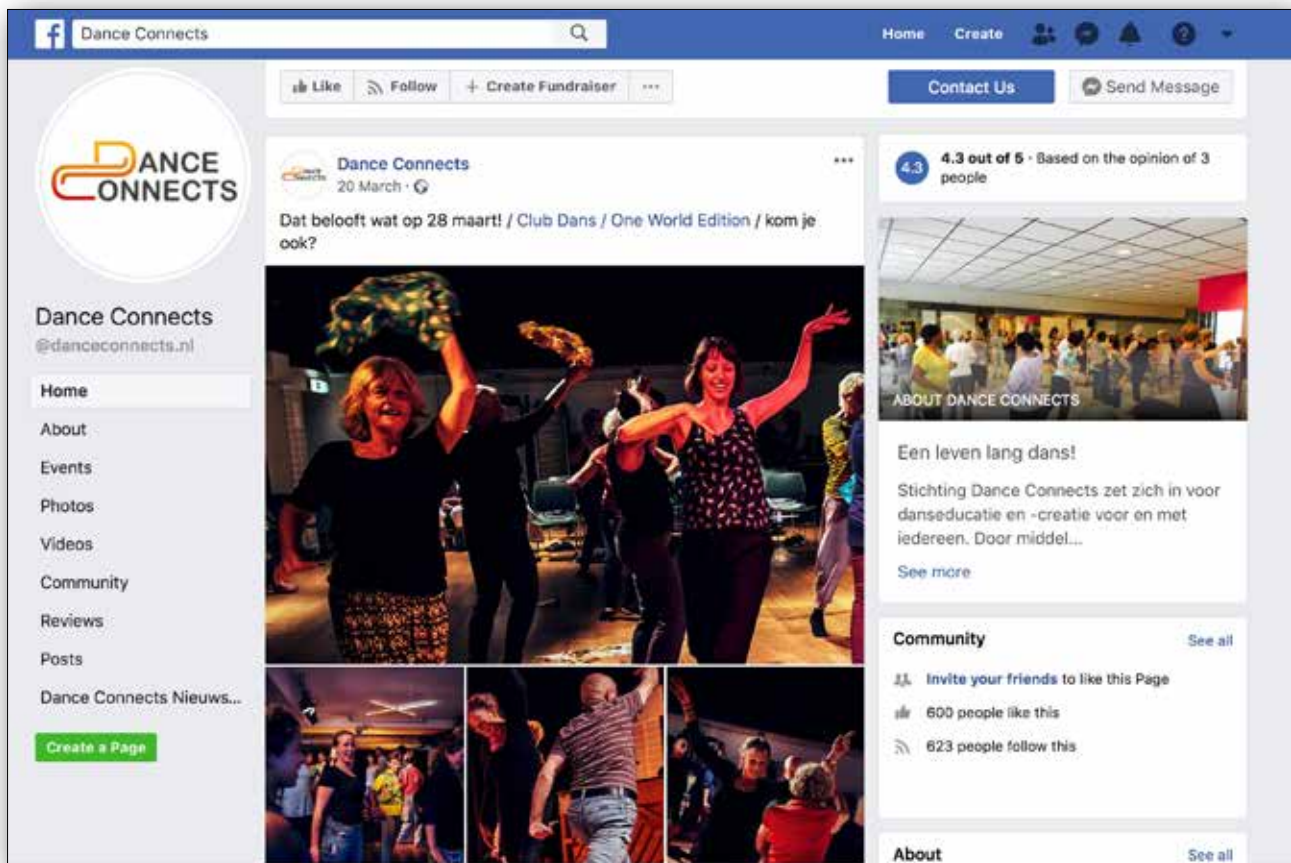 Dance Connects
Home Create
Like Follow + Create Fundraiser ...
Contact Us
Send Message
DANCE
CONNECTS
Dance Connects
@danceconnects.nl
Home
About
Events
Photos
Videos
Community
Reviews
Posts
Dance Connects Nieuws...
Create a Page
Dance Connects
20 March ·
Dat belooft wat op 28 maart! / Club Dans / One World Edition / kom je
ook?
4.3
4.3 out of 5 · Based on the opinion of 3
people
ABOUT DANCE CONNECTS
Een leven lang dans!
Stichting Dance Connects zet zich in voor
danseducatie en -creatie voor en met
iedereen. Door middel...
See more
Community See all
Invite your friends to like this Page
600 people like this
623 people follow this
About See all